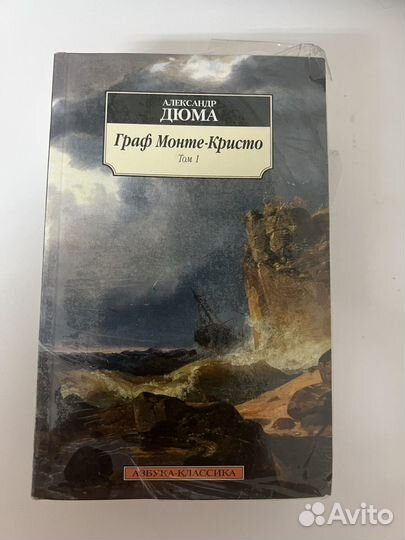 АЛЕКСАНДР
ДЮМА
Граф Монте-Кристо
Том 1
АЗБУКА-КЛАССИКА
Avito